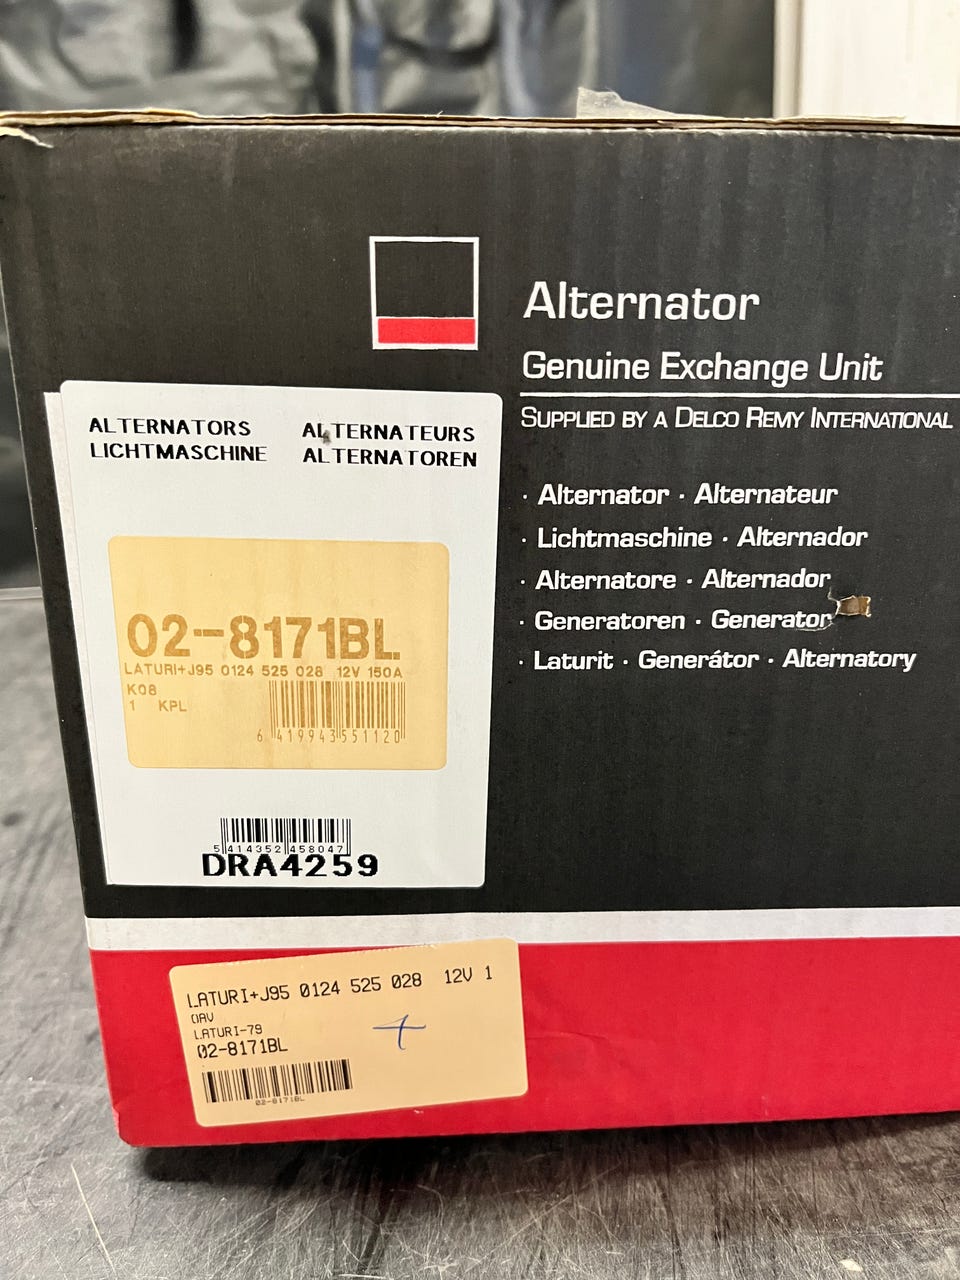 Alternator
Genuine Exchange Unit
SUPPLIED BY A DELCO REMY INTERNATIONAL
· Alternator · Alternateur
· Lichtmaschine · Alternador
· Alternatore · Alternador
· Generatoren · Generator
· Laturit · Generátor · Alternatory
ALTERNATORS ALTERNATEURS
LICHTMASCHINE ALTERNATOREN
02-8171BL
LATURI+J95 0124 525 028 12V 150A
K08
1 KPL
6 419943 551120
5 414352 458047
DRA4259
LATURI+J95 0124 525 028 12V 1
LATURI-79
02-8171BL
02-8171BL